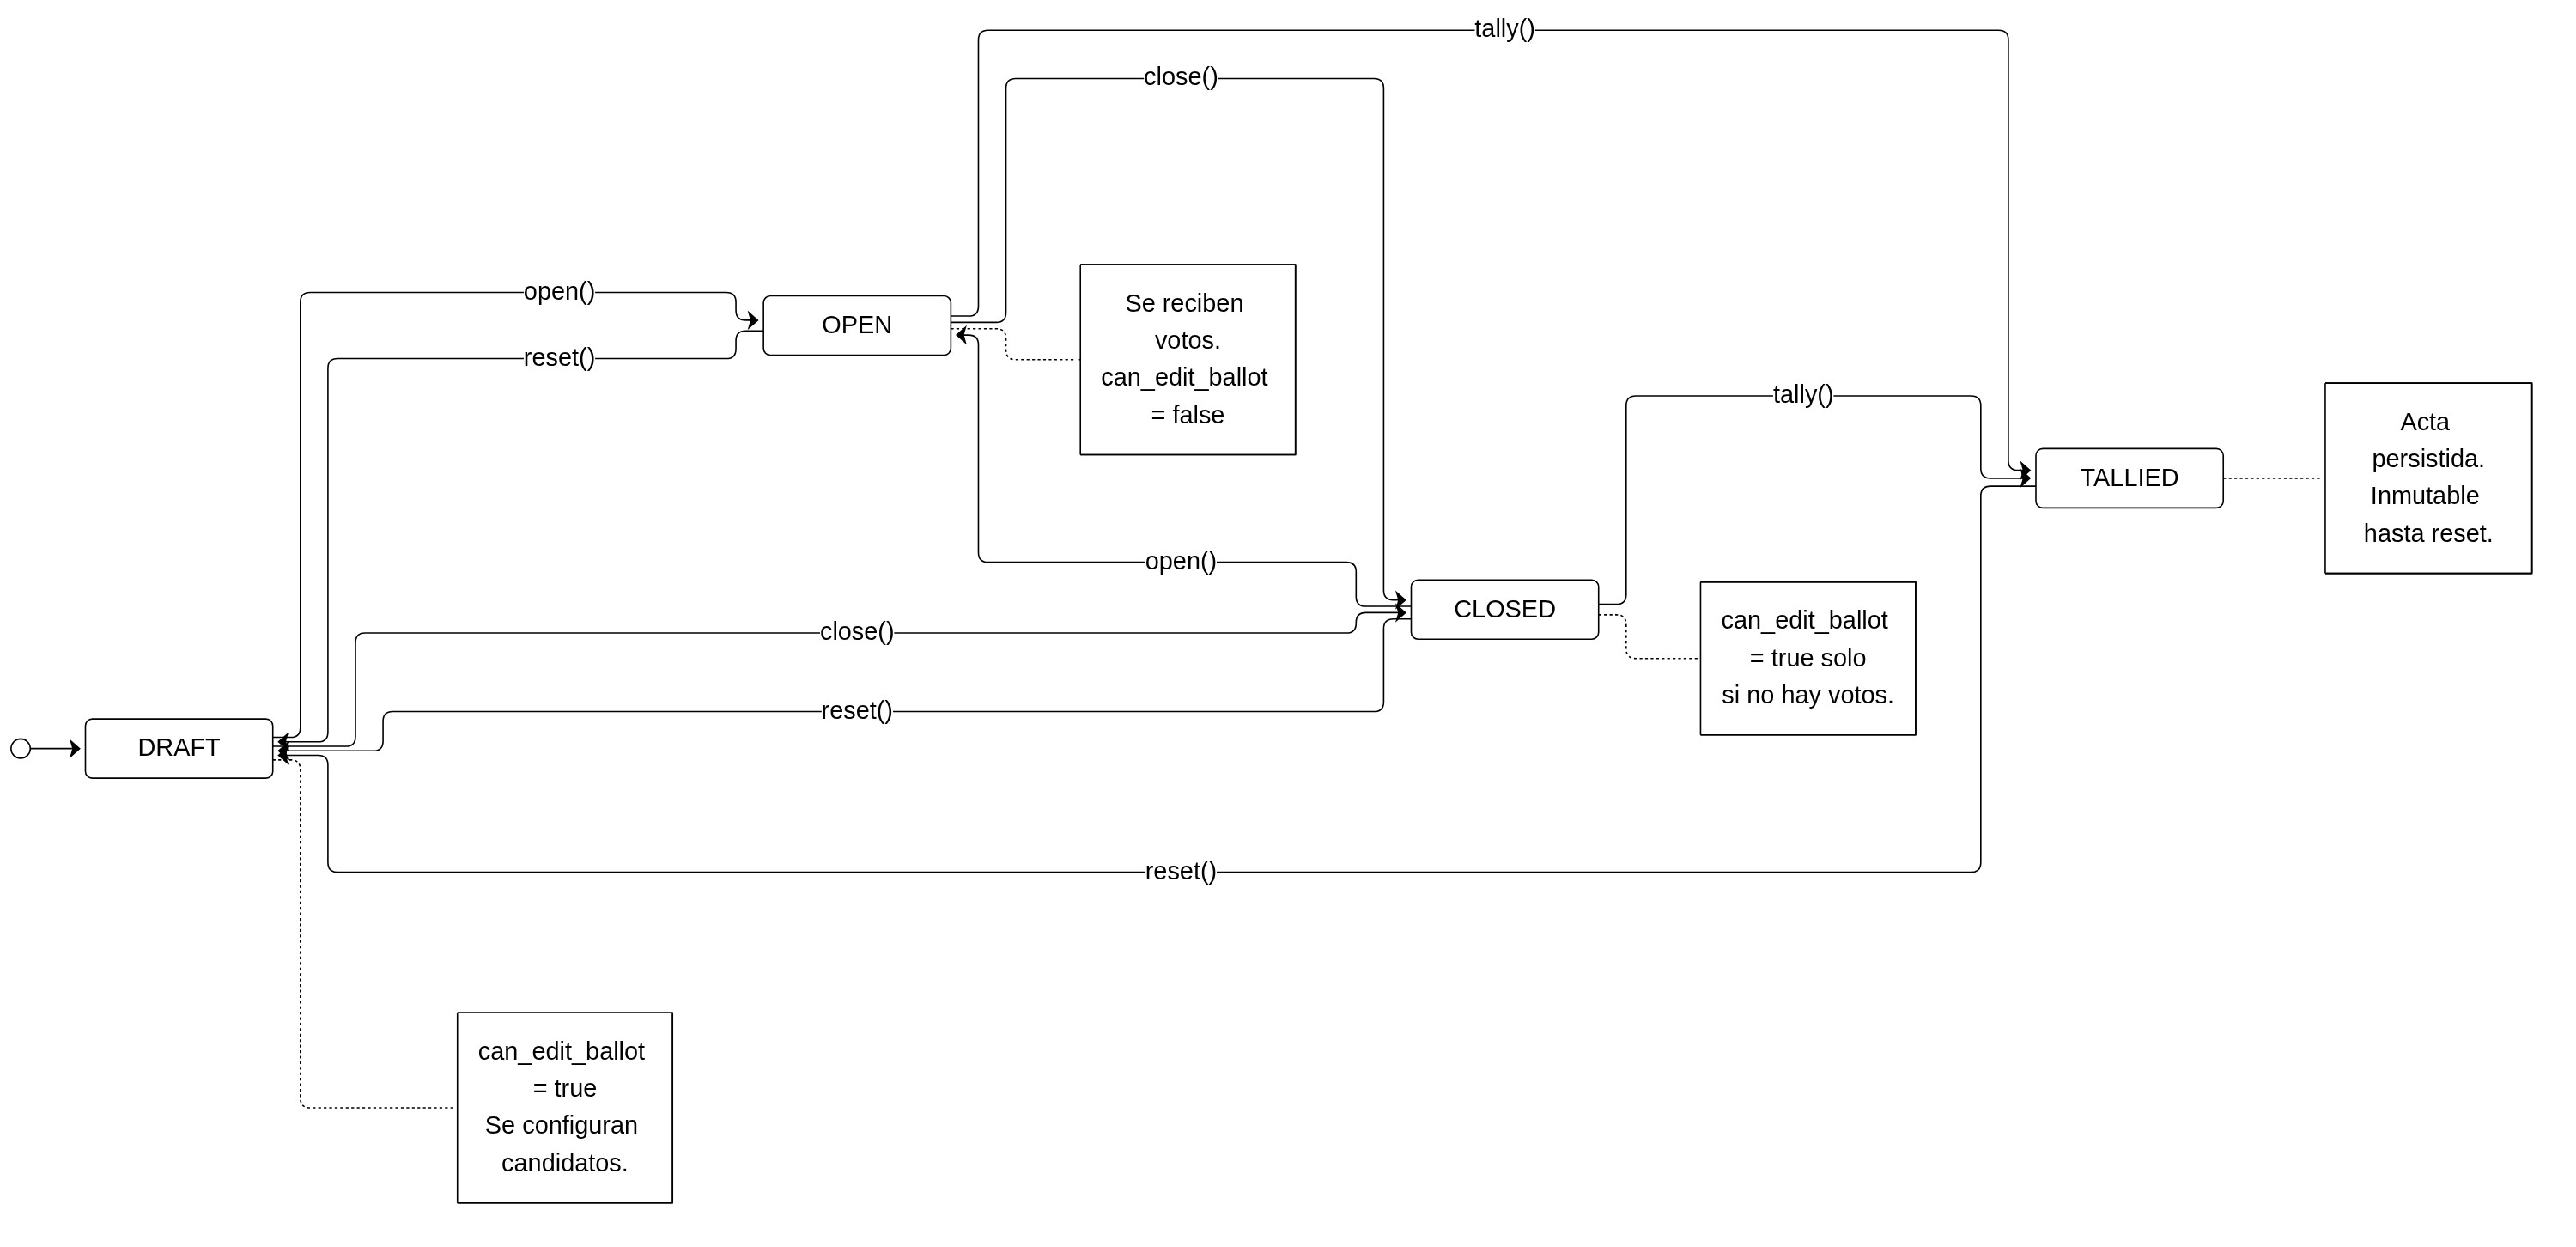 tally()
close()
open()
OPEN
reset()
Se reciben
votos.
can_edit_ballot
= false
tally()
TALLIED
Acta
persistida.
Inmutable
hasta reset.
open()
CLOSED
can_edit_ballot
= true solo
si no hay votos.
close()
reset()
DRAFT
reset()
can_edit_ballot
= true
Se configuran
candidatos.